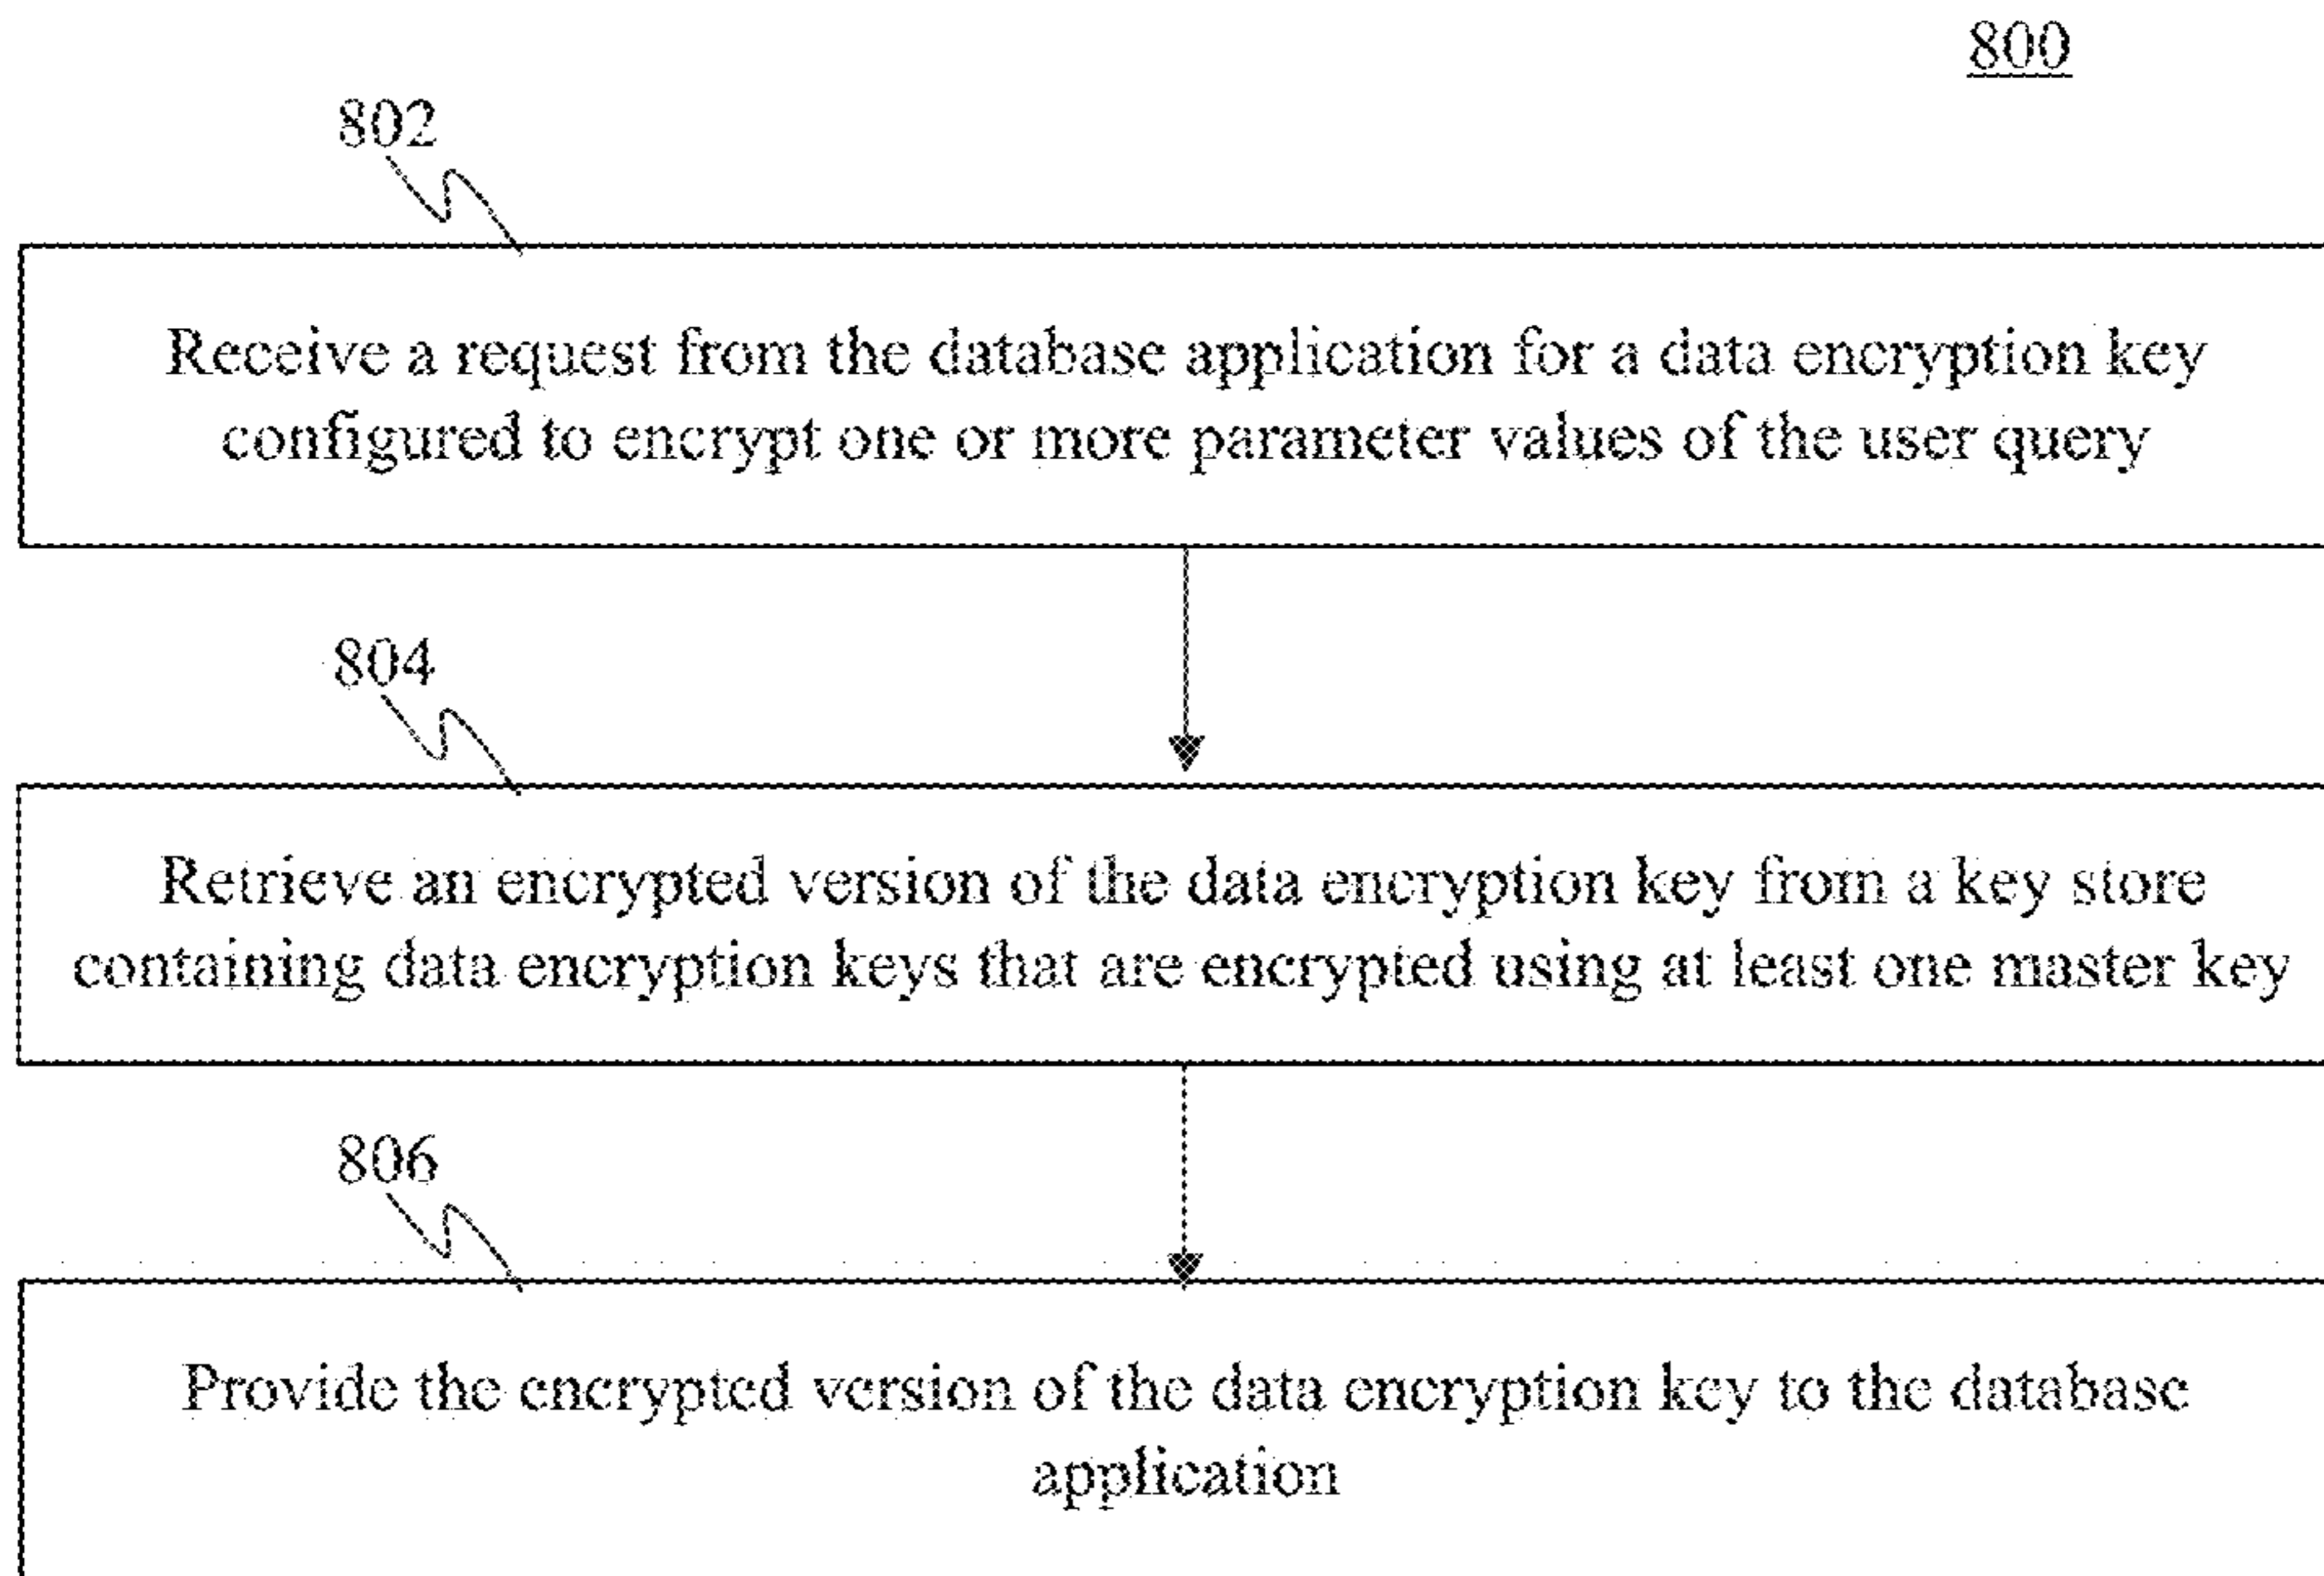 800
802
Receive a request from the database application for a data encryption key
configured to encrypt one or more parameter values of the user query
804
Retrieve an encrypted version of the data encryption key from a key store
containing data encryption keys that are encrypted using at least one master key
806
Provide the encrypted version of the data encryption key to the database
application